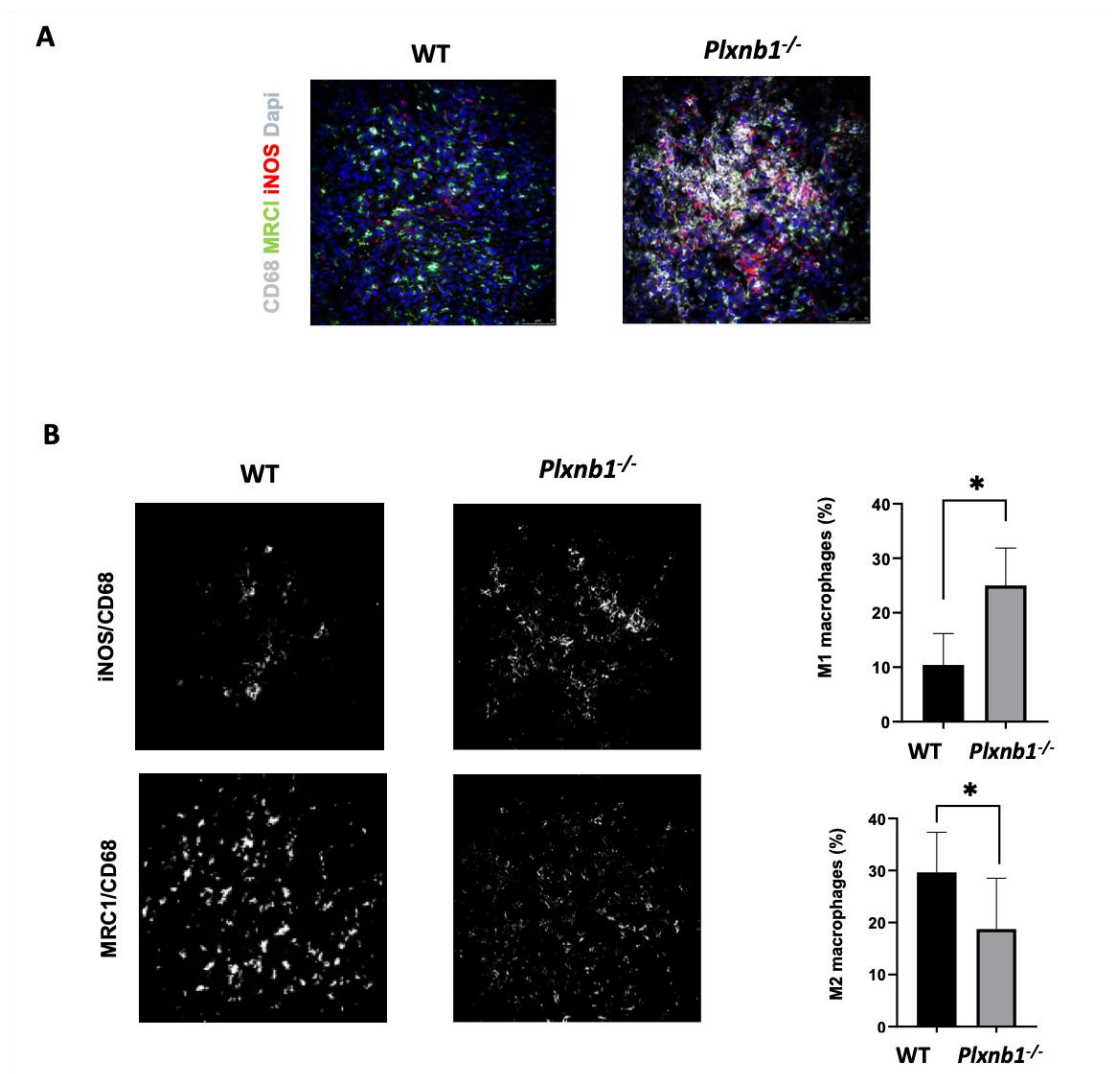 A
WT
Plxnb1-/-
CD68 MRCI iNOS Dapi
B
WT
Plxnb1-/-
iNOS/CD68
MRC1/CD68
*
M1 macrophages (%)
40
30
20
10
0
WT
Plxnb1-/-
*
M2 macrophages (%)
40
30
20
10
0
WT
Plxnb1-/-